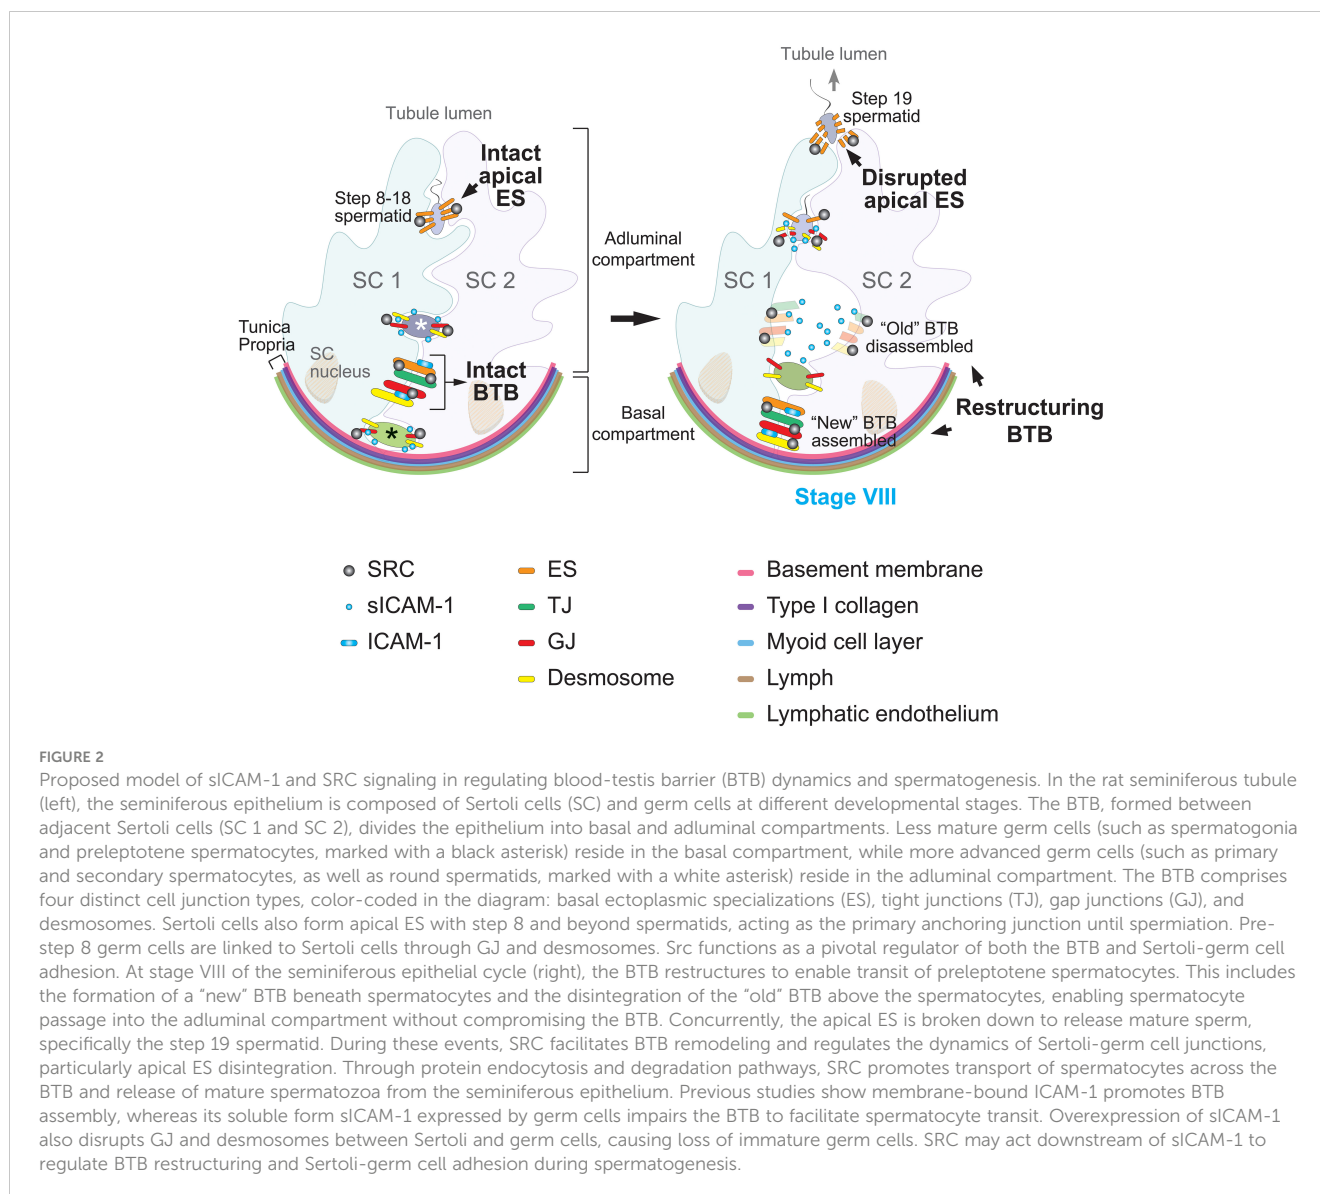 Tubule lumen
Intact
apical
ES
Step 8-18
spermatid
SC 1
SC 2
*
Tunica
Propria
SC
nucleus
Intact
BTB
*
Adluminal
compartment
Basal
compartment
Tubule lumen
Step 19
spermatid
Disrupted
apical ES
SC 1
SC 2
“Old” BTB
disassembled
“New” BTB
assembled
Restructuring
BTB
Stage VIII
SRC
sICAM-1
ICAM-1
ES
TJ
GJ
Desmosome
Basement membrane
Type I collagen
Myoid cell layer
Lymph
Lymphatic endothelium
FIGURE 2
Proposed model of sICAM-1 and SRC signaling in regulating blood-testis barrier (BTB) dynamics and spermatogenesis. In the rat seminiferous tubule
(left), the seminiferous epithelium is composed of Sertoli cells (SC) and germ cells at different developmental stages. The BTB, formed between
adjacent Sertoli cells (SC 1 and SC 2), divides the epithelium into basal and adluminal compartments. Less mature germ cells (such as spermatogonia
and preleptotene spermatocytes, marked with a black asterisk) reside in the basal compartment, while more advanced germ cells (such as primary
and secondary spermatocytes, as well as round spermatids, marked with a white asterisk) reside in the adluminal compartment. The BTB comprises
four distinct cell junction types, color-coded in the diagram: basal ectoplasmic specializations (ES), tight junctions (TJ), gap junctions (GJ), and
desmosomes. Sertoli cells also form apical ES with step 8 and beyond spermatids, acting as the primary anchoring junction until spermiation. Pre-
step 8 germ cells are linked to Sertoli cells through GJ and desmosomes. Src functions as a pivotal regulator of both the BTB and Sertoli-germ cell
adhesion. At stage VIII of the seminiferous epithelial cycle (right), the BTB restructures to enable transit of preleptotene spermatocytes. This includes
the formation of a “new” BTB beneath spermatocytes and the disintegration of the “old” BTB above the spermatocytes, enabling spermatocyte
passage into the adluminal compartment without compromising the BTB. Concurrently, the apical ES is broken down to release mature sperm,
specifically the step 19 spermatid. During these events, SRC facilitates BTB remodeling and regulates the dynamics of Sertoli-germ cell junctions,
particularly apical ES disintegration. Through protein endocytosis and degradation pathways, SRC promotes transport of spermatocytes across the
BTB and release of mature spermatozoa from the seminiferous epithelium. Previous studies show membrane-bound ICAM-1 promotes BTB
assembly, whereas its soluble form sICAM-1 expressed by germ cells impairs the BTB to facilitate spermatocyte transit. Overexpression of sICAM-1
also disrupts GJ and desmosomes between Sertoli and germ cells, causing loss of immature germ cells. SRC may act downstream of sICAM-1 to
regulate BTB restructuring and Sertoli-germ cell adhesion during spermatogenesis.